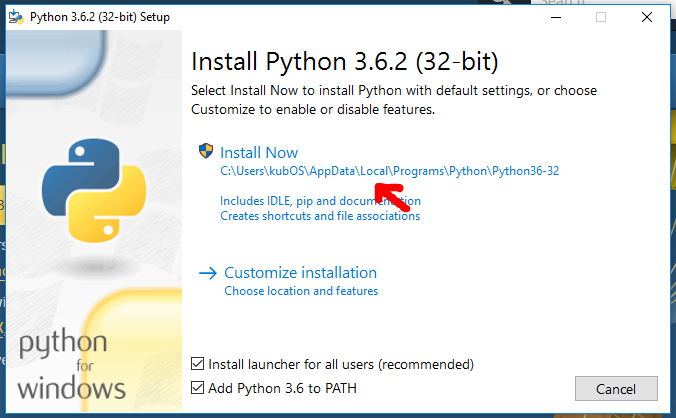 Python 3.6.2 (32-bit) Setup
Search
Install Python 3.6.2 (32-bit)
Select Install Now to install Python with default settings, or choose
Customize to enable or disable features.
Install Now
C:\Users\kubOS\AppData\Local\Programs\Python\Python36-32
Includes IDLE, pip and documentation
Creates shortcuts and file associations
Customize installation
Choose location and features
python
for
windows
Install launcher for all users (recommended)
Add Python 3.6 to PATH
Cancel